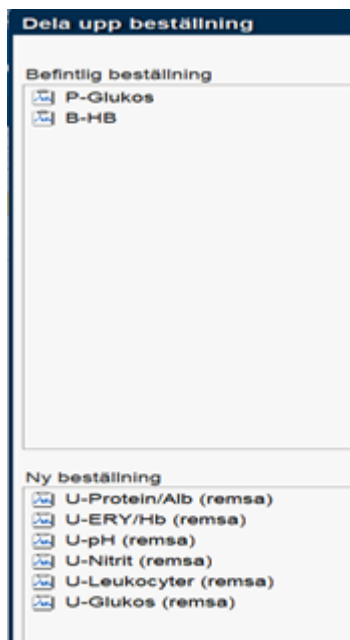 Dela upp beställning
Befintlig beställning
P-Glukos
B-HB
Ny beställning
U-Protein/Alb (remsa)
U-ERY/Hb (remsa)
U-pH (remsa)
U-Nitrit (remsa)
U-Leukocyter (remsa)
U-Glukos (remsa)